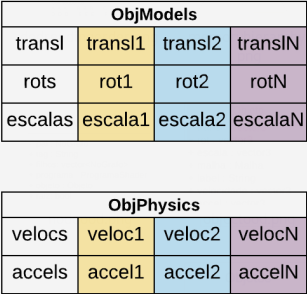 ObjModels
transl transl1 transl2 translN
rots rot1 rot2 rotN
escalas escala1 escala2 escalaN
ObjPhysics
velocs veloc1 veloc2 velocN
accels accel1 accel2 accelN